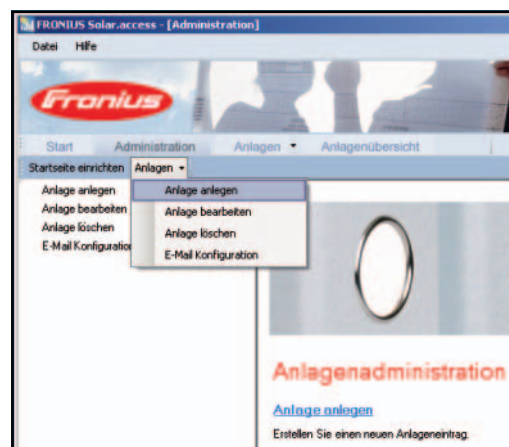 FRONIUS Solar.access - [Administration]
Datei Hilfe
Fronius
Start Administration Anlagen Anlagenübersicht
Startseite einrichten Anlagen
Anlage anlegen
Anlage bearbeiten
Anlage löschen
E-Mail Konfiguration
Anlage anlegen
Anlage bearbeiten
Anlage löschen
E-Mail Konfiguration
Anlagenadministration
Anlage anlegen
Erstellen Sie einen neuen Anlageneintrag.